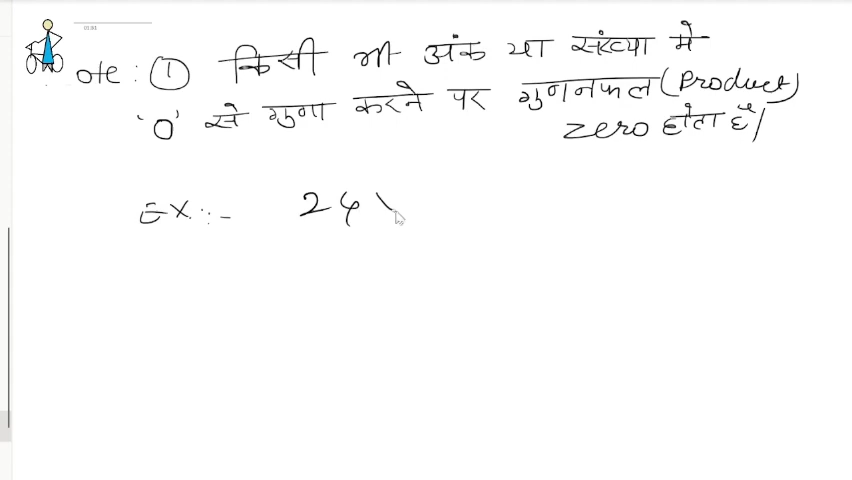 ote : ① किसी भी अंक या संख्या मे
'0' से गुणा करने पर गुणनफल (Product)
zero होता है।
EX :- 24